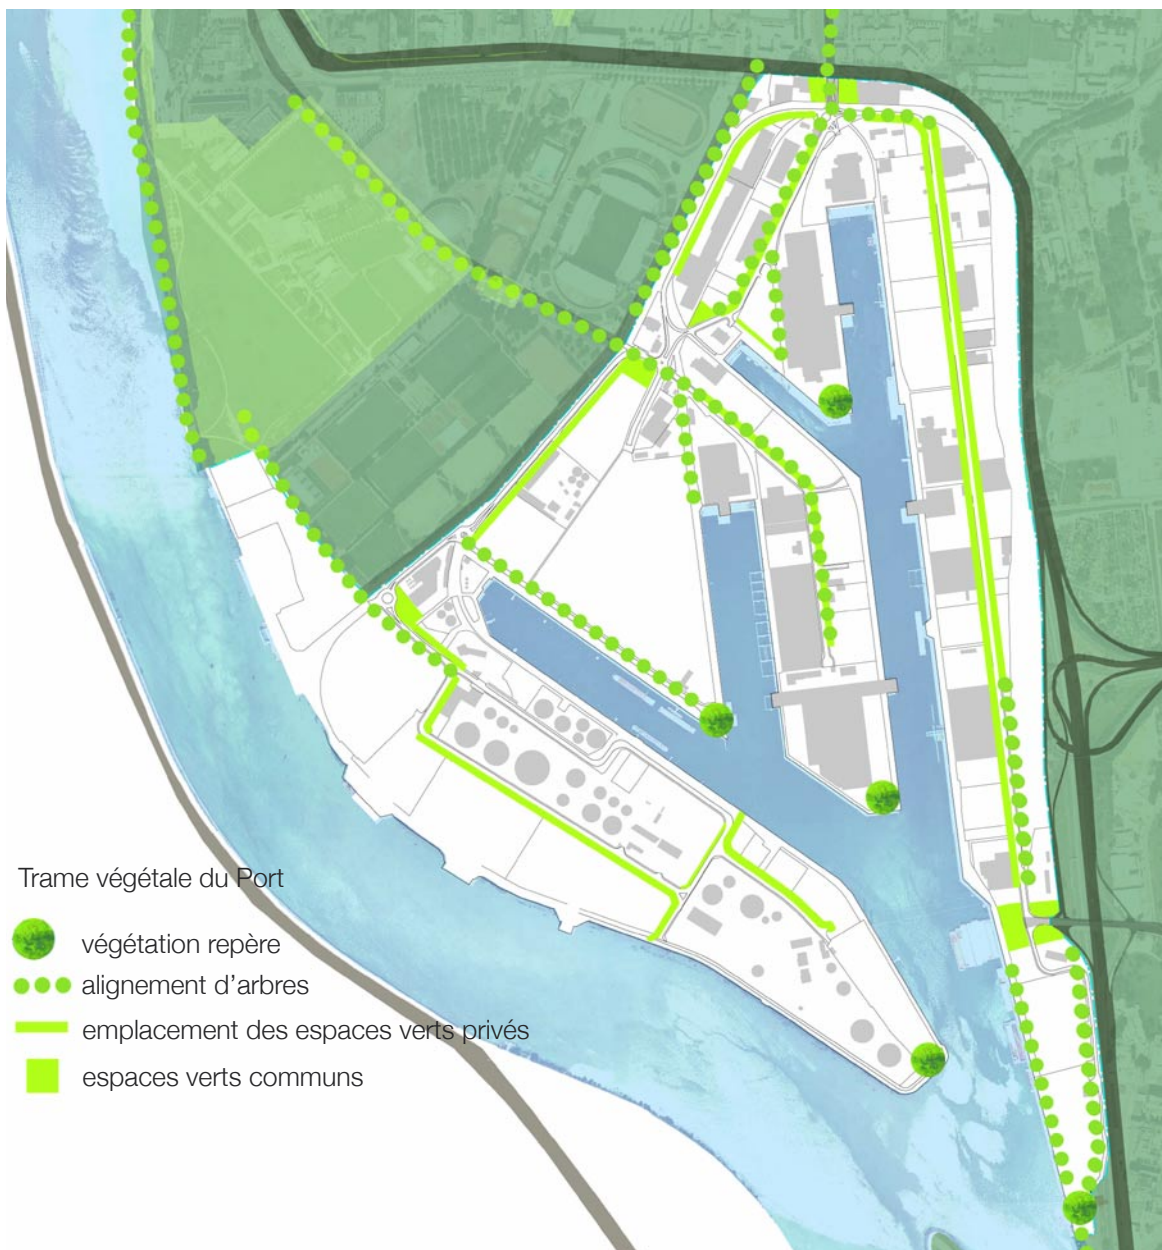 Trame végétale du Port
végétation repère
alignement d'arbres
emplacement des espaces verts privés
espaces verts communs